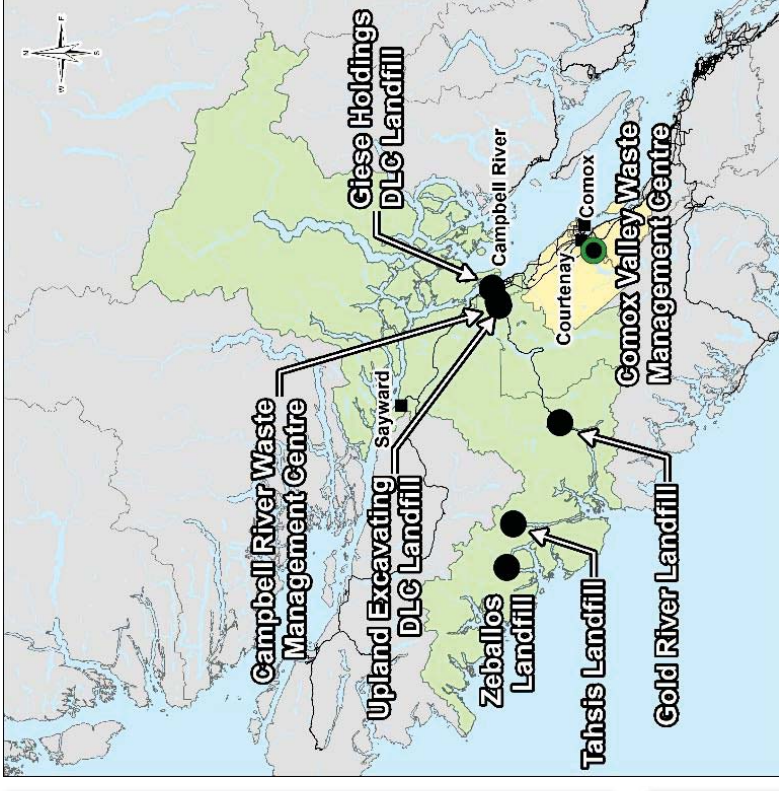 N
W
E
S
Giese Holdings
DLC Landfill
Campbell River Waste
Management Centre
Campbell River
Sayward
Upland Excavating
DLC Landfill
Comox
Courtenay
Comox Valley Waste
Management Centre
Zeballos
Landfill
Tahsis Landfill
Gold River Landfill